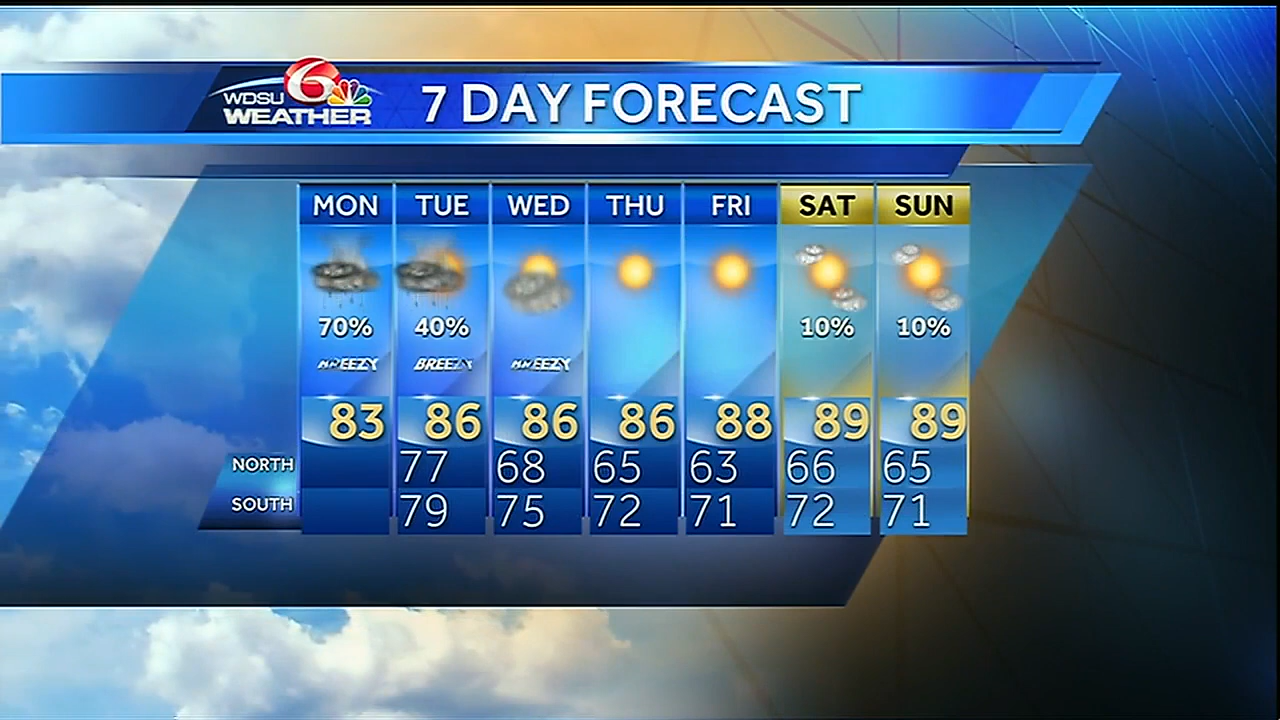 WDSU 6
WEATHER
7 DAY FORECAST
MON TUE WED THU FRI SAT SUN
70% 40% 10% 10%
BREEZY BREEZY BREEZY
83 86 86 86 88 89 89
NORTH 77 68 65 63 66 65
SOUTH 79 75 72 71 72 71